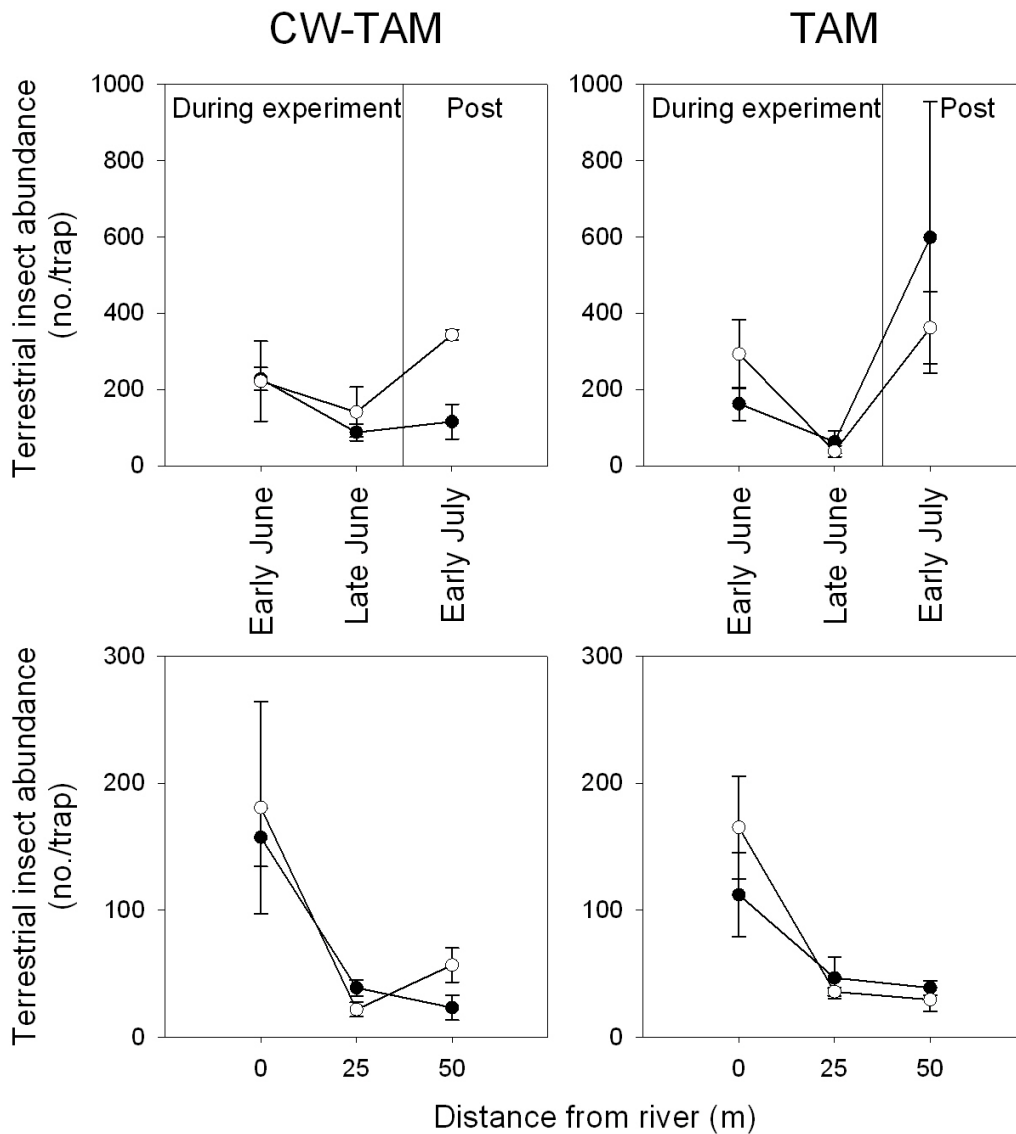 CW-TAM
TAM
Terrestrial insect abundance
(no./trap)
1000
800
600
400
200
0
During experiment
Post
Early June
Late June
Early July
1000
800
600
400
200
0
During experiment
Post
Early June
Late June
Early July
Terrestrial insect abundance
(no./trap)
300
200
100
0
0
25
50
300
200
100
0
0
25
50
Distance from river (m)